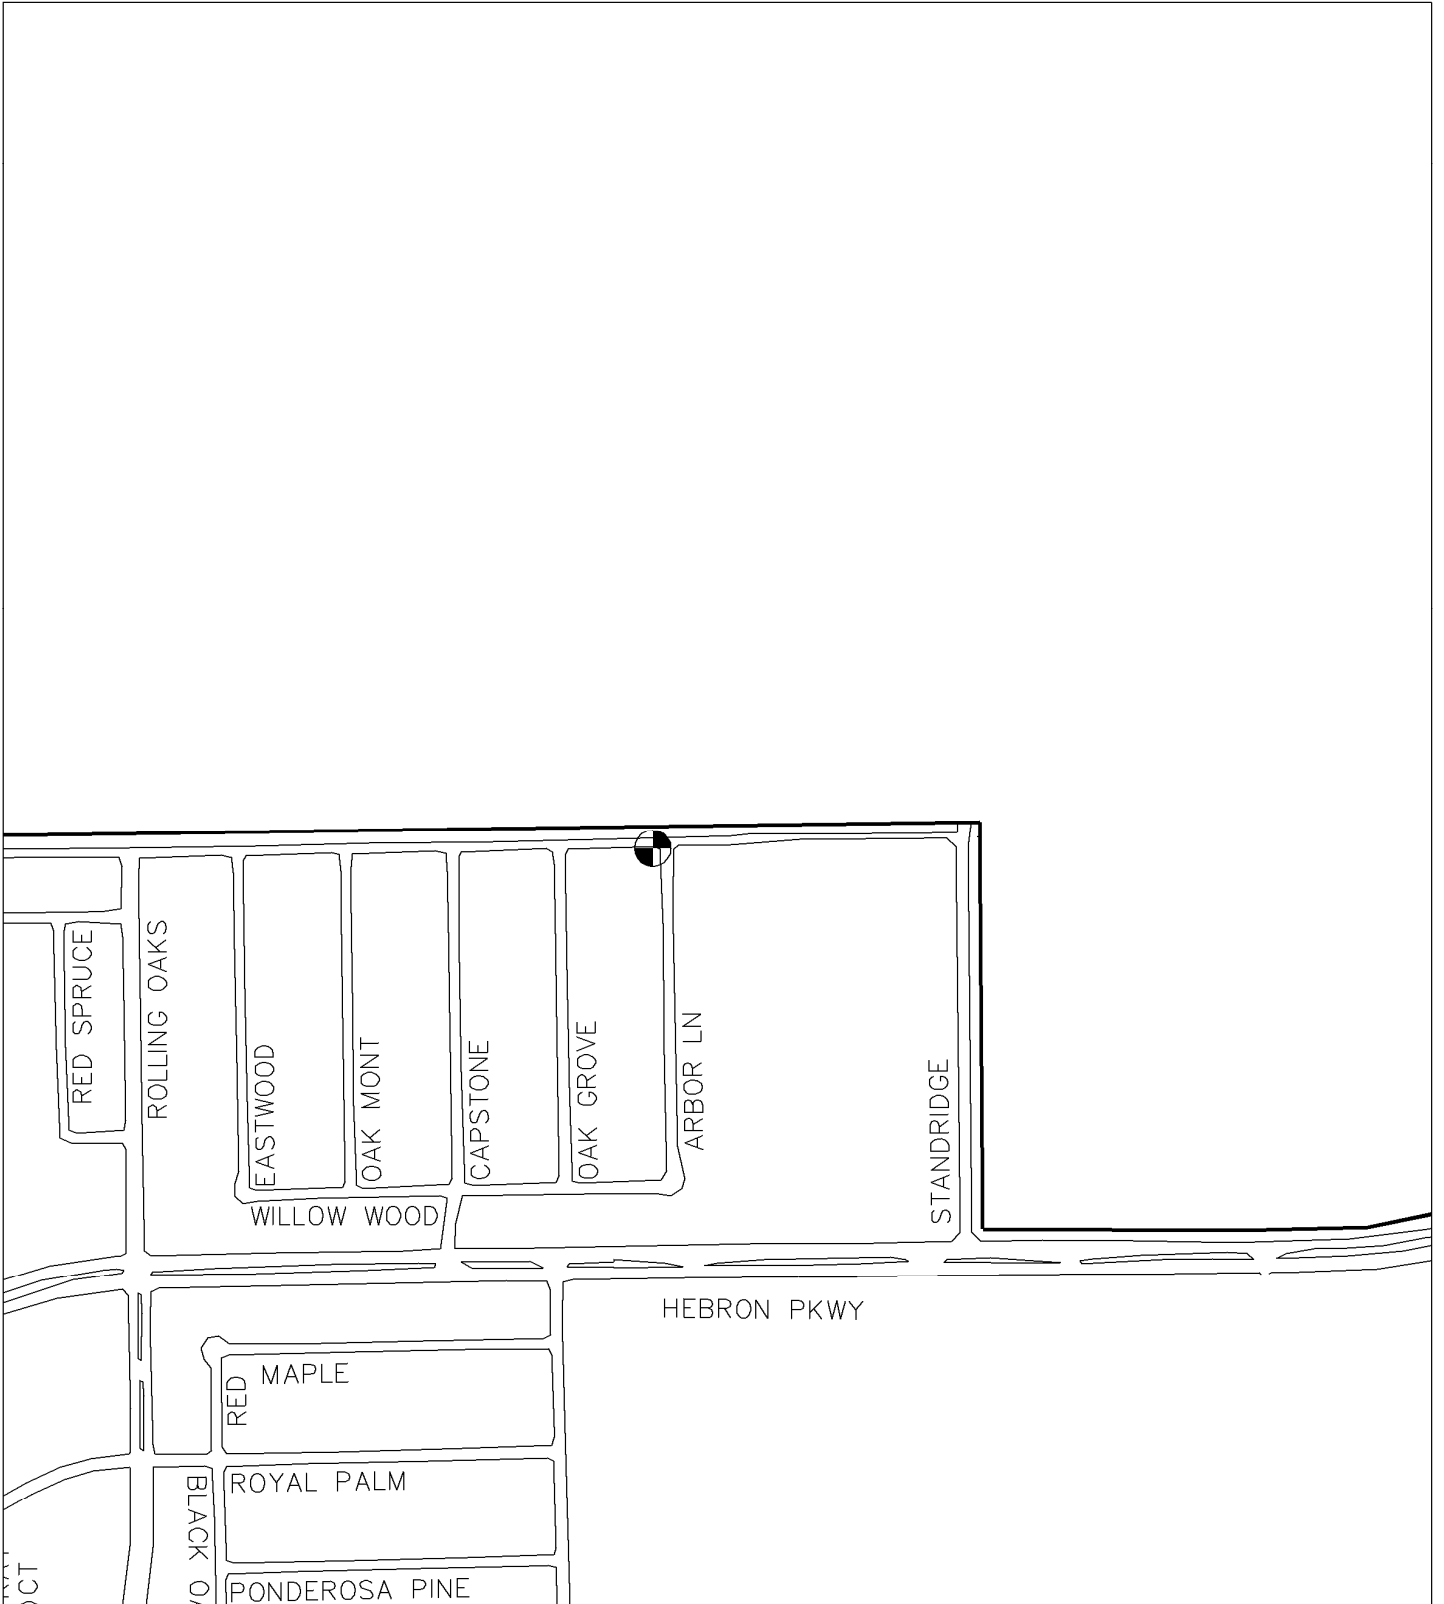 RED SPRUCE
ROLLING OAKS
EASTWOOD
OAK MONT
CAPSTONE
OAK GROVE
ARBOR LN
STANDRIDGE
WILLOW WOOD
HEBRON PKWY
MAPLE
RED
ROYAL PALM
BLACK
PONDEROSA PINE